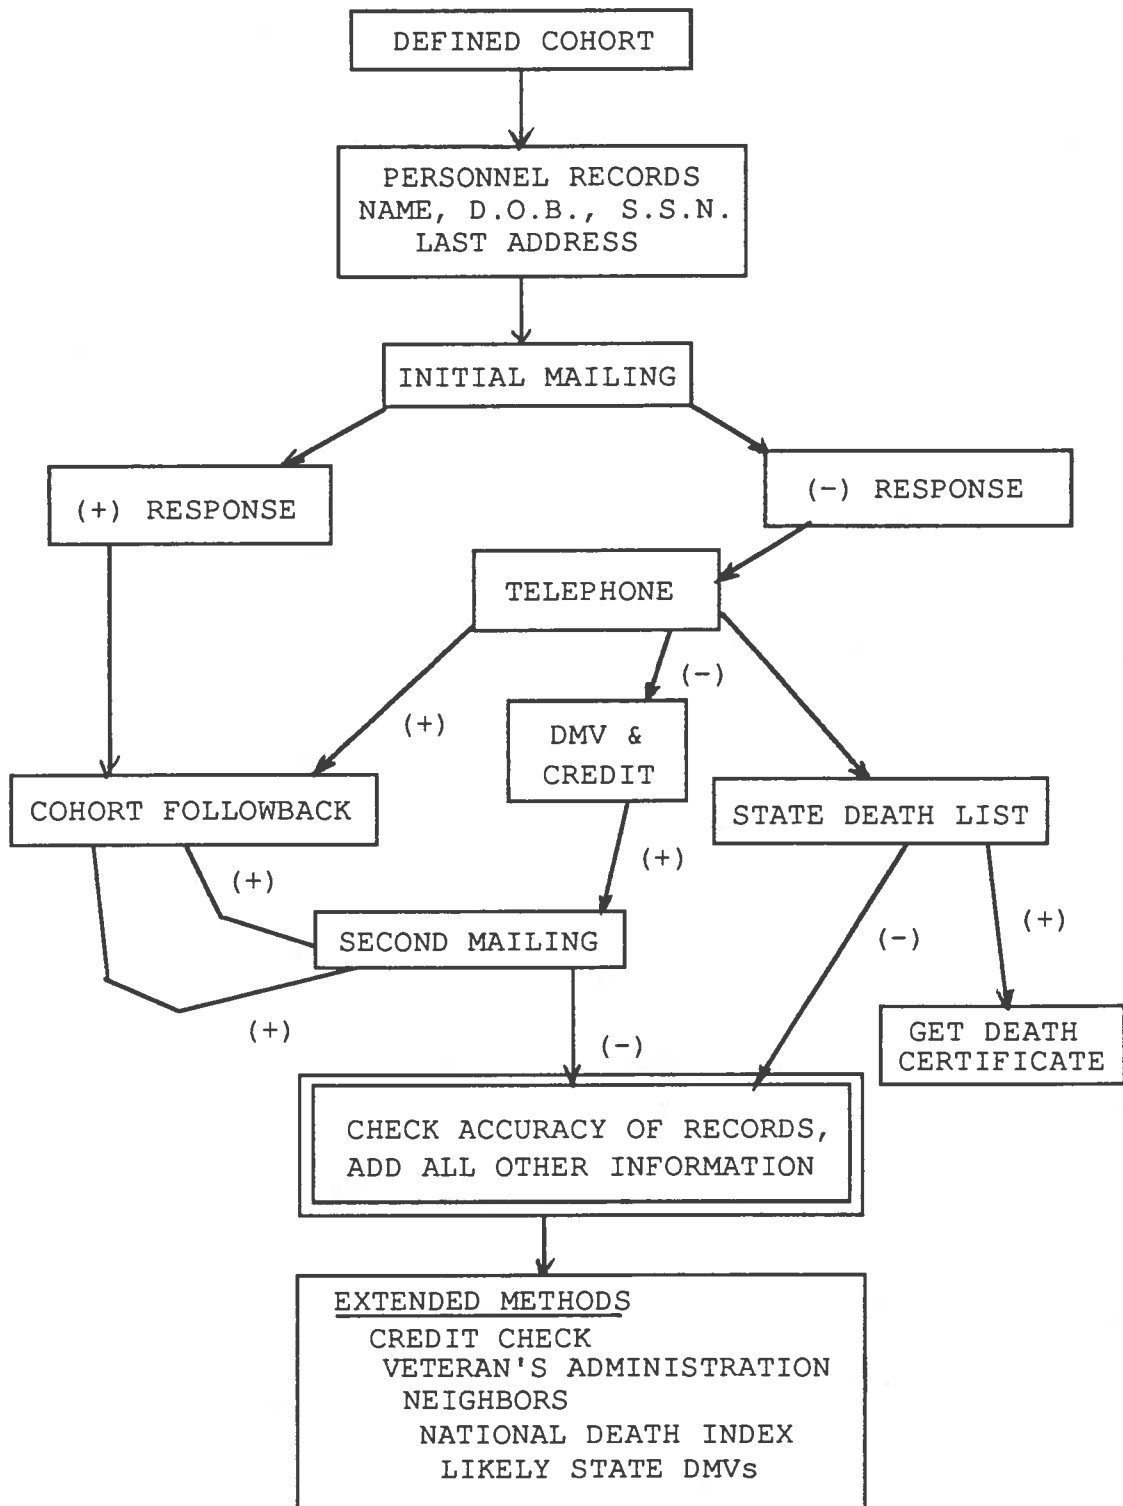 DEFINED COHORT
PERSONNEL RECORDS
NAME, D.O.B., S.S.N.
LAST ADDRESS
INITIAL MAILING
(+) RESPONSE
(-) RESPONSE
TELEPHONE
(-)
(+)
DMV &
CREDIT
COHORT FOLLOWBACK
STATE DEATH LIST
(+)
(+)
(+)
(-)
SECOND MAILING
(+)
(-)
GET DEATH
CERTIFICATE
CHECK ACCURACY OF RECORDS,
ADD ALL OTHER INFORMATION
EXTENDED METHODS
CREDIT CHECK
VETERAN'S ADMINISTRATION
NEIGHBORS
NATIONAL DEATH INDEX
LIKELY STATE DMVs